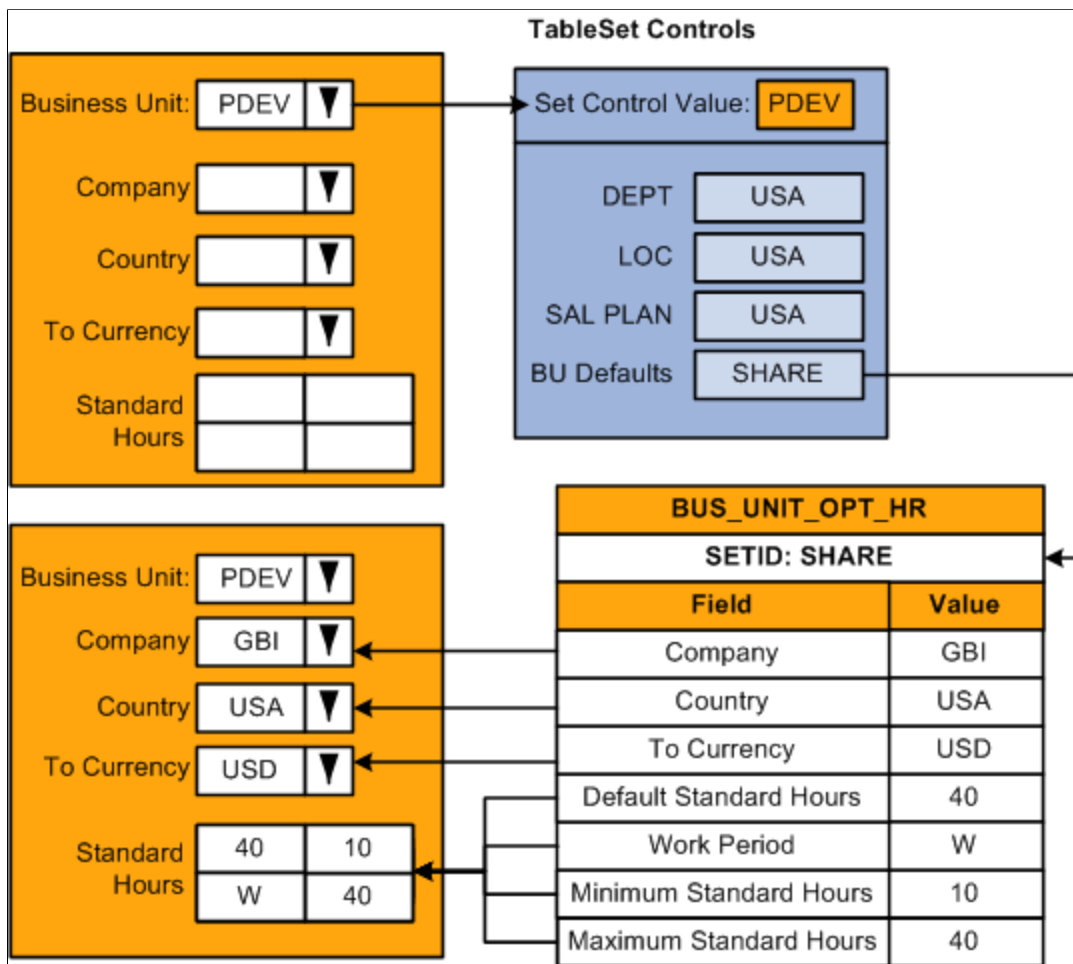 TableSet Controls
Business Unit: PDEV
Company
Country
To Currency
Standard
Hours
Set Control Value: PDEV
DEPT USA
LOC USA
SAL PLAN USA
BU Defaults SHARE
Business Unit: PDEV
Company GBI
Country USA
To Currency USD
Standard
Hours
40 10
W 40
BUS_UNIT_OPT_HR
SETID: SHARE
Field Value
Company GBI
Country USA
To Currency USD
Default Standard Hours 40
Work Period W
Minimum Standard Hours 10
Maximum Standard Hours 40